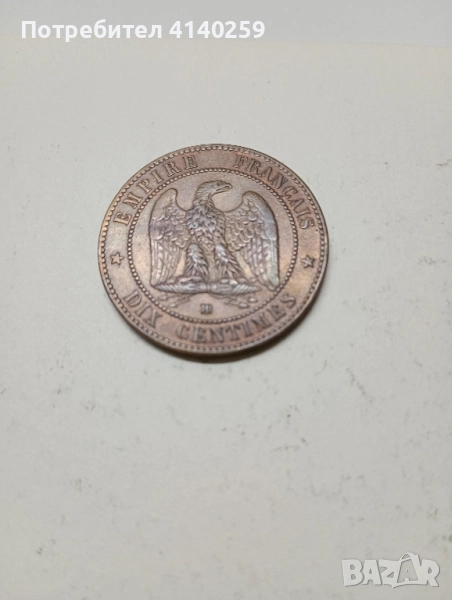 Потребител 4140259
EMPIRE FRANÇAIS
DIX CENTIMES
BAZAR